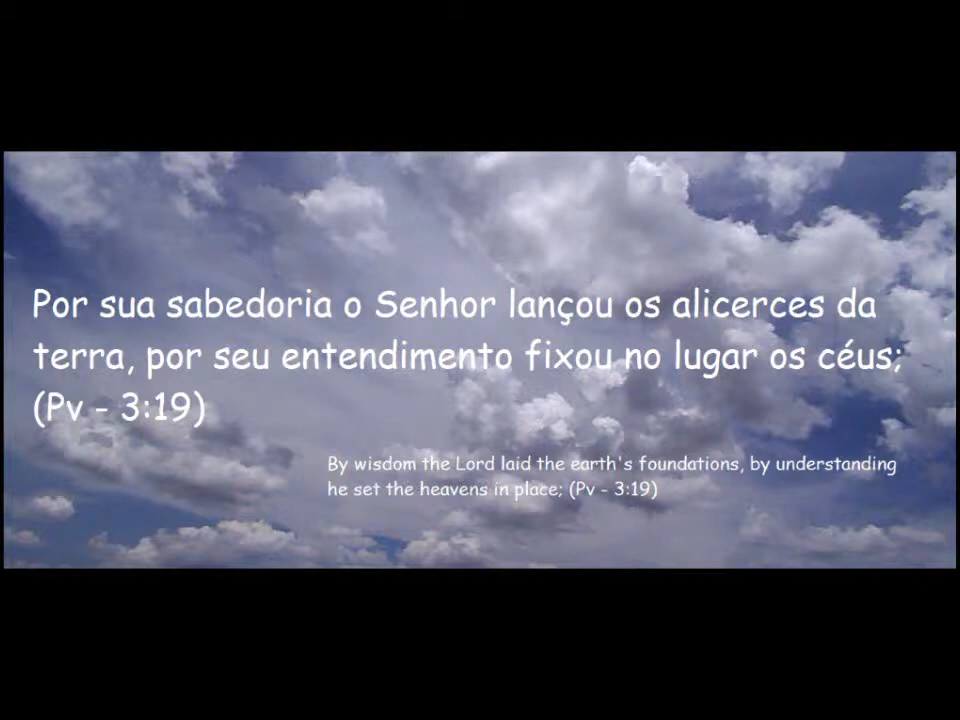 Por sua sabedoria o Senhor lançou os alicerces da
terra, por seu entendimento fixou no lugar os céus;
(Pv - 3:19)
By wisdom the Lord laid the earth's foundations, by understanding
he set the heavens in place; (Pv - 3:19)